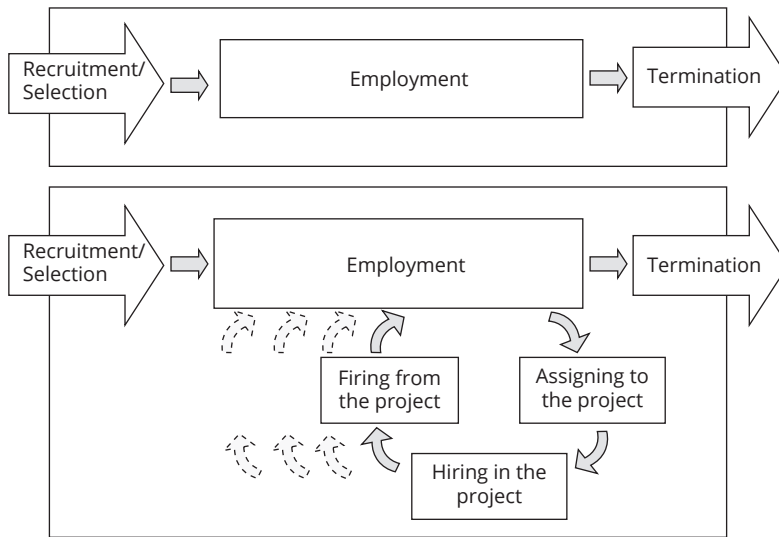 Recruitment/
Selection
Employment
Termination
Recruitment/
Selection
Employment
Termination
Firing from
the project
Assigning to
the project
Hiring in the
project